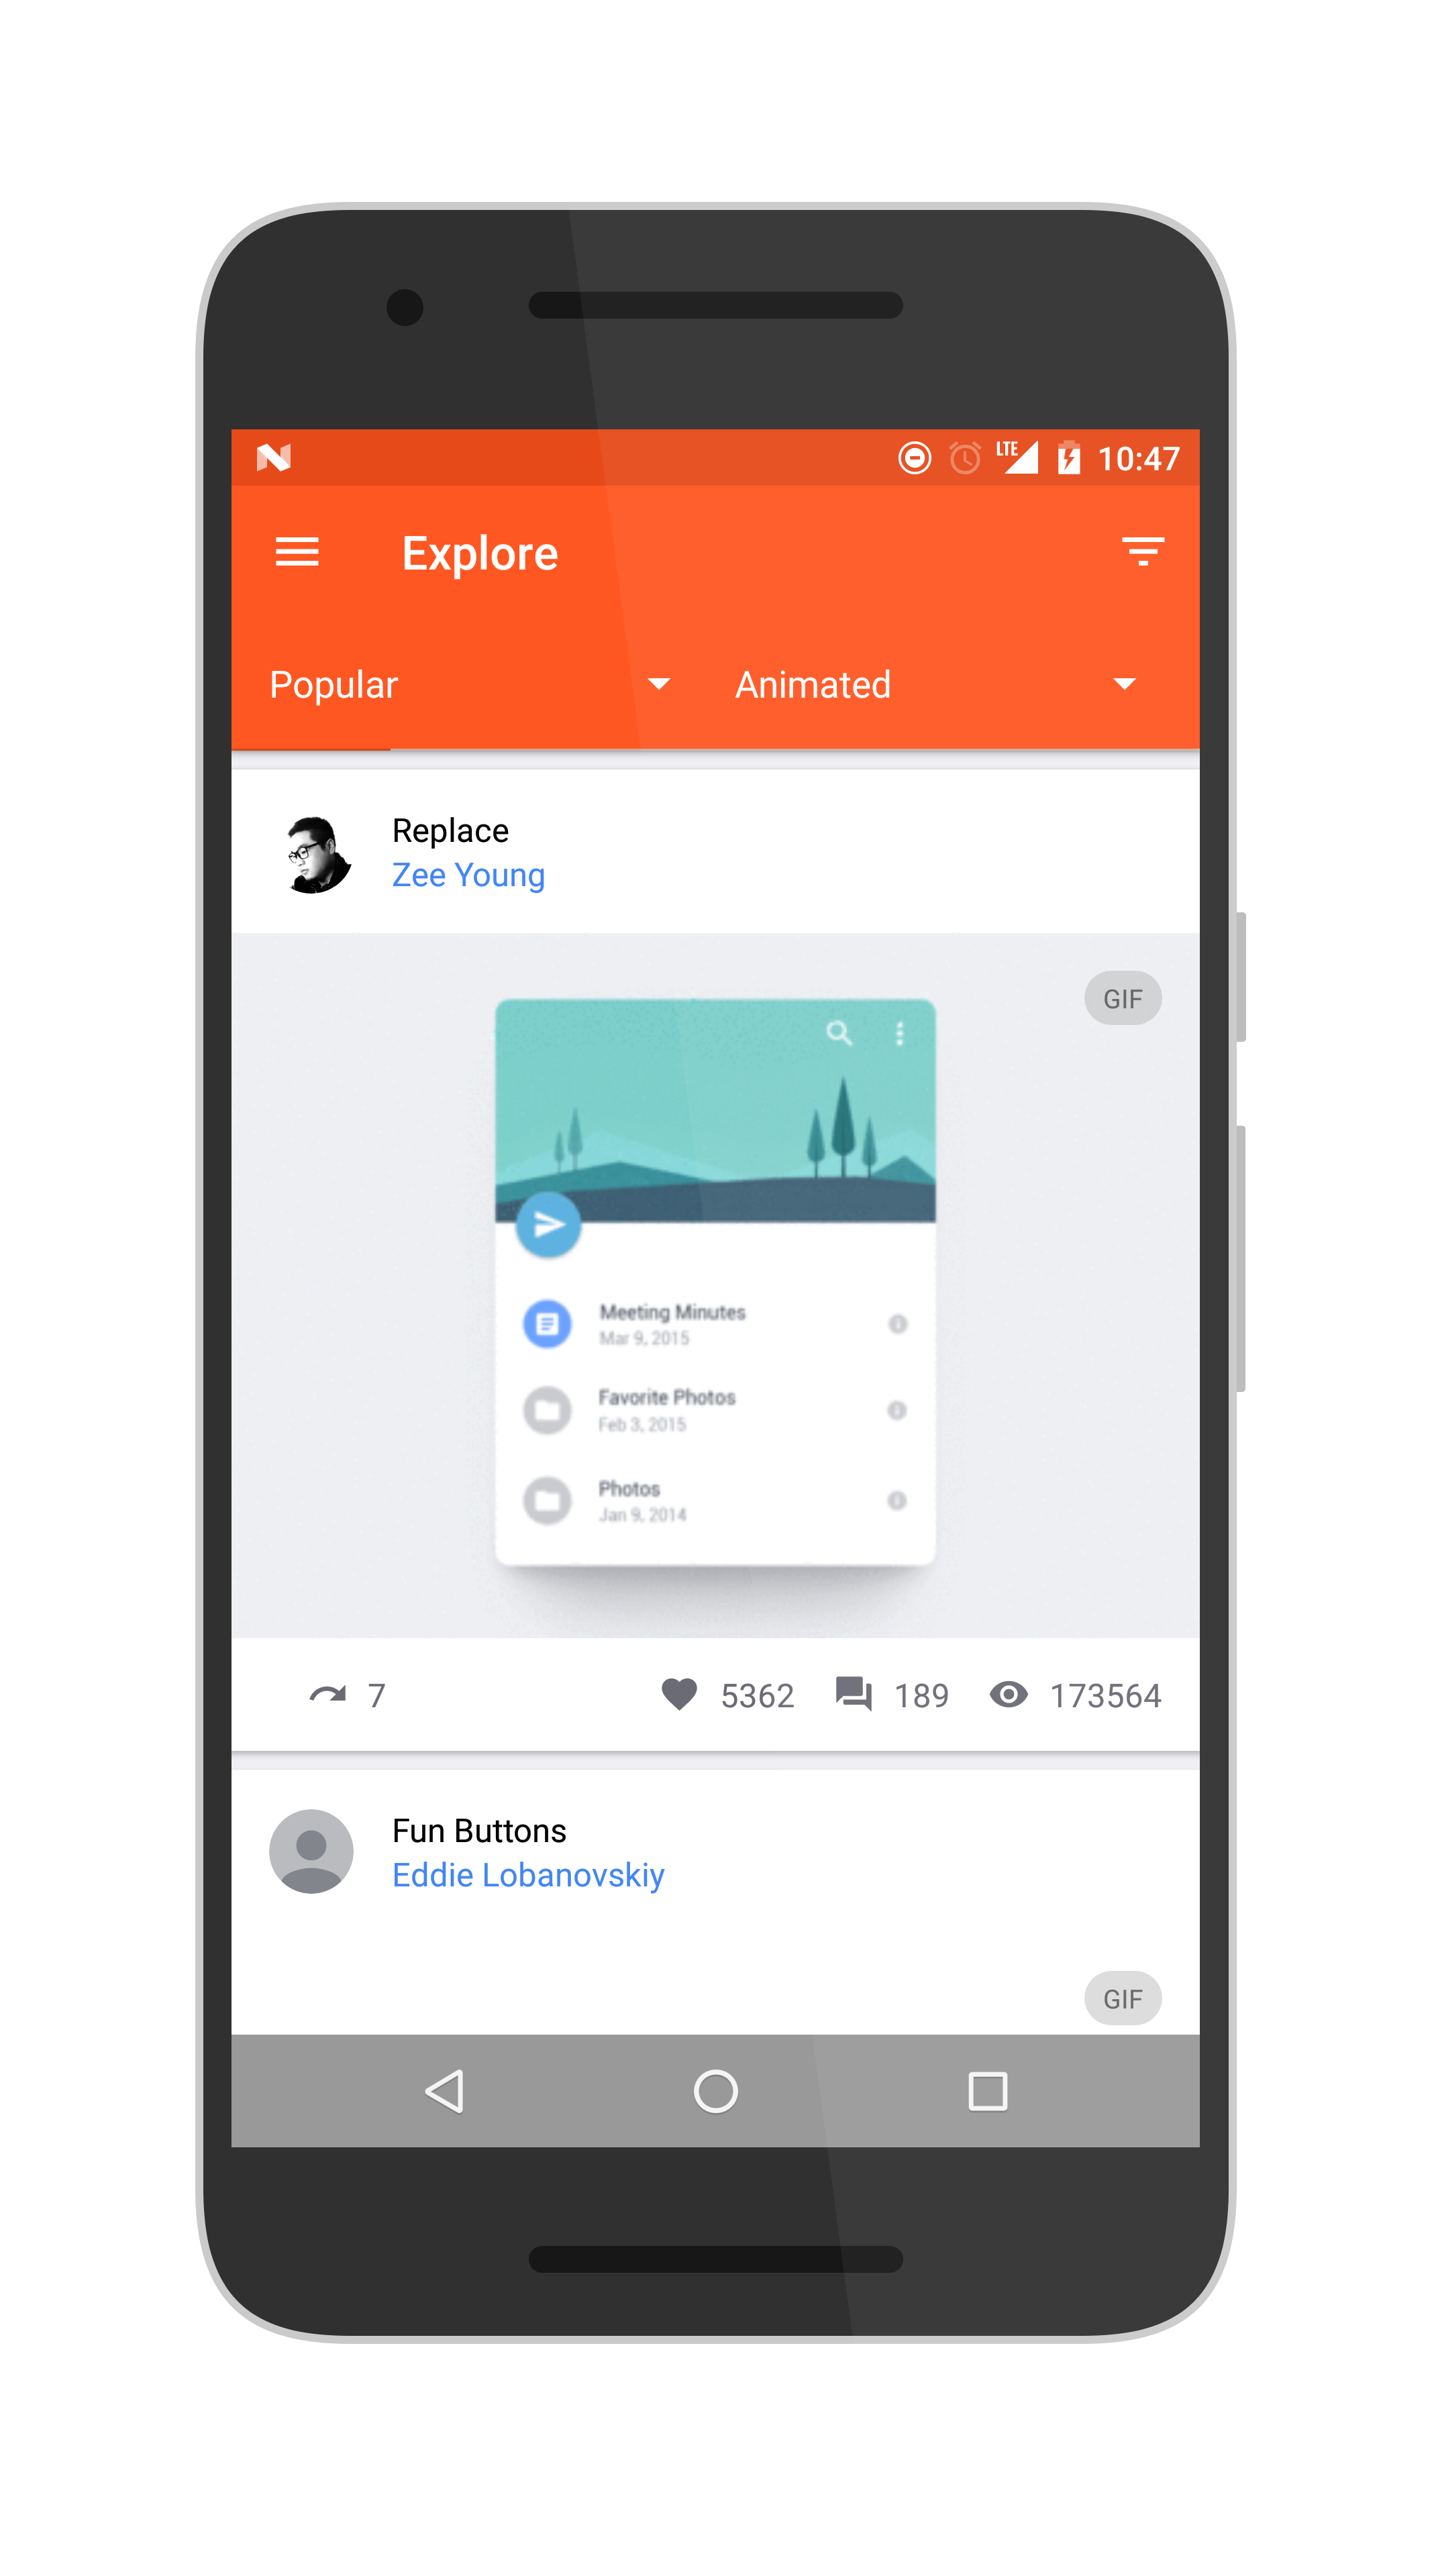 LTE 10:47
Explore
Popular Animated
Replace
Zee Young
GIF
Meeting Minutes
Mar 9, 2015
Favorite Photos
Feb 3, 2015
Photos
Jan 9, 2014
7 5362 189 173564
Fun Buttons
Eddie Lobanovskiy
GIF